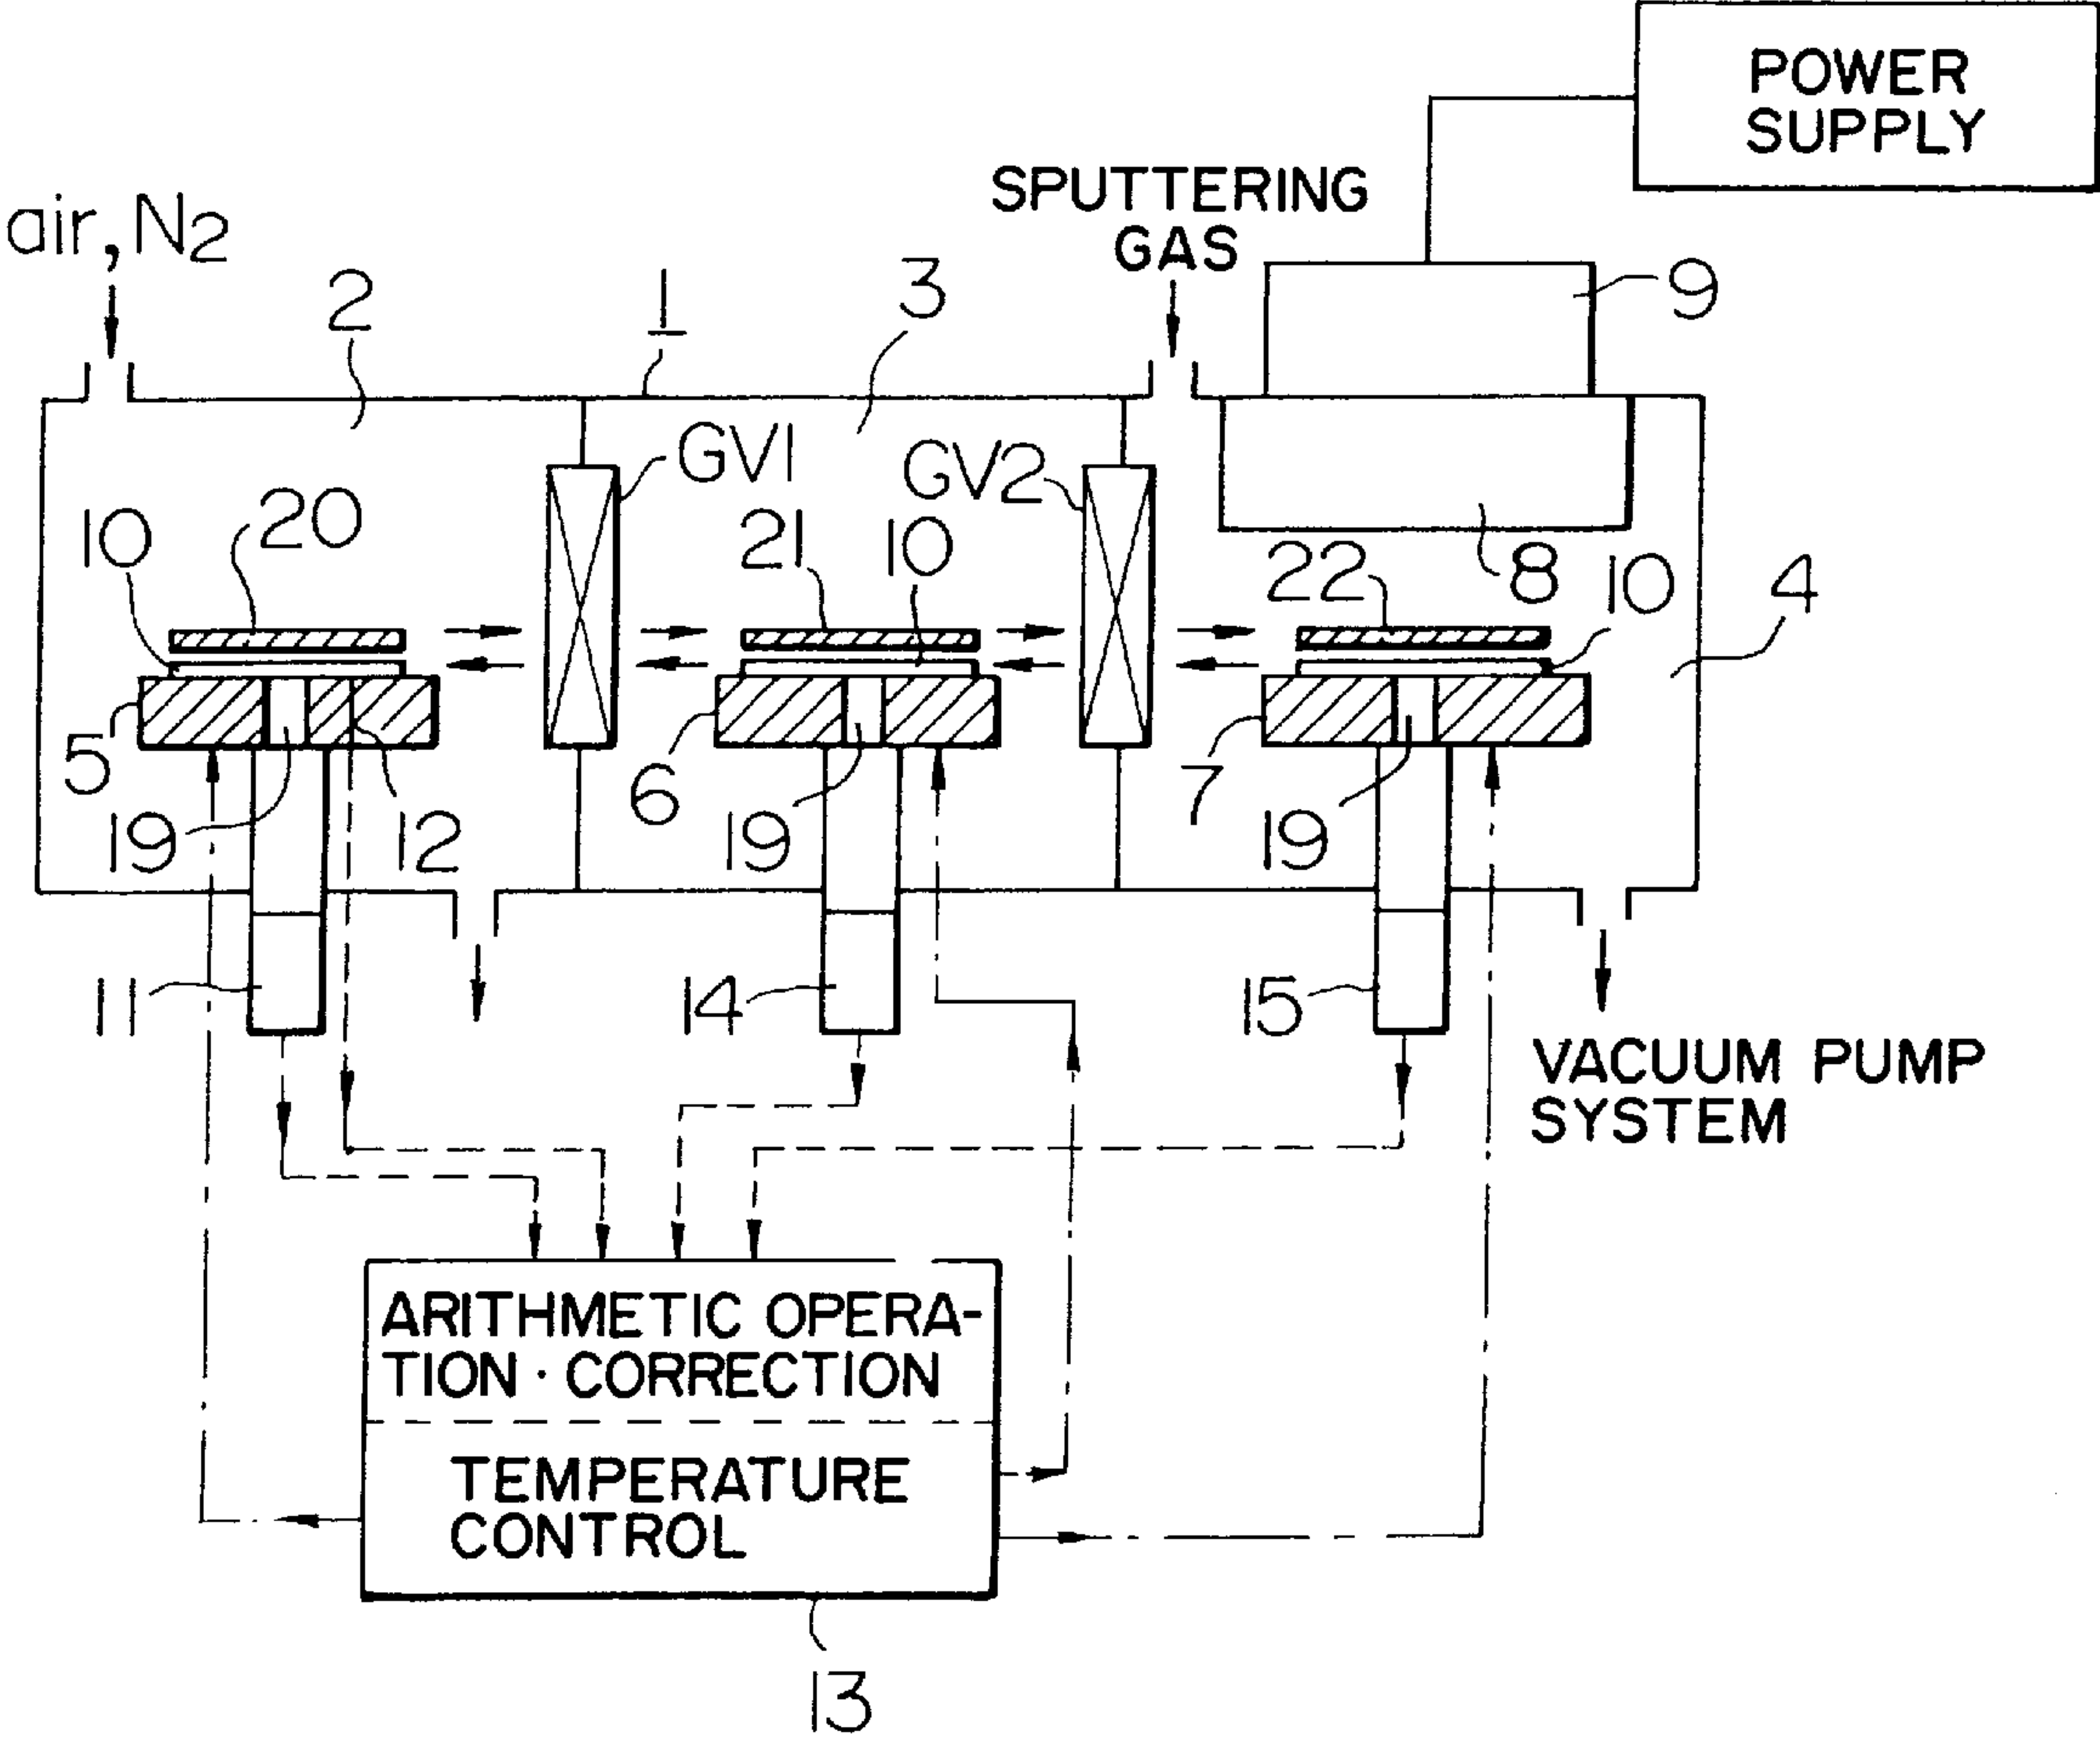 POWER
SUPPLY
SPUTTERING
GAS
air, N2
2
1
3
9
GV1
GV2
10
20
21
10
22
8
10
4
5
19
12
6
19
7
19
11
14
15
VACUUM PUMP
SYSTEM
ARITHMETIC OPERA-
TION · CORRECTION
TEMPERATURE
CONTROL
13